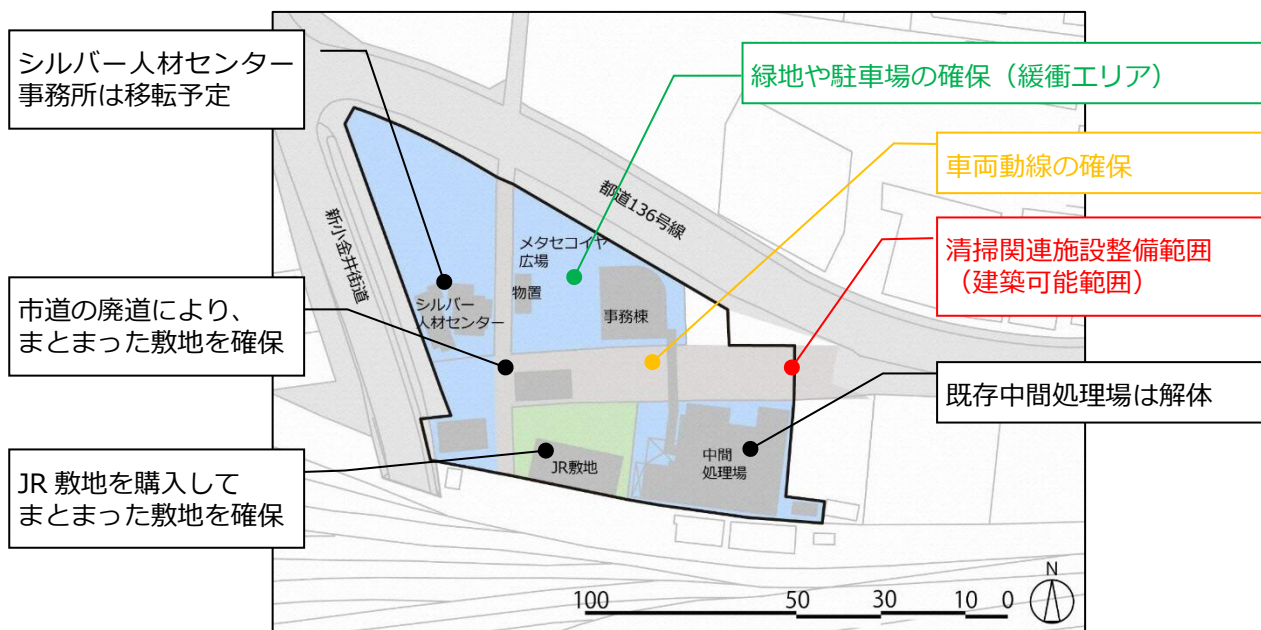 シルバー人材センター
事務所は移転予定
緑地や駐車場の確保（緩衝エリア）
車両動線の確保
清掃関連施設整備範囲
（建築可能範囲）
市道の廃道により、
まとまった敷地を確保
既存中間処理場は解体
JR 敷地を購入して
まとまった敷地を確保
都道136号線
新小金井街道
メタセコイヤ
広場
物置
事務棟
シルバー
人材センター
JR敷地
中間
処理場
N
100 50 30 10 0